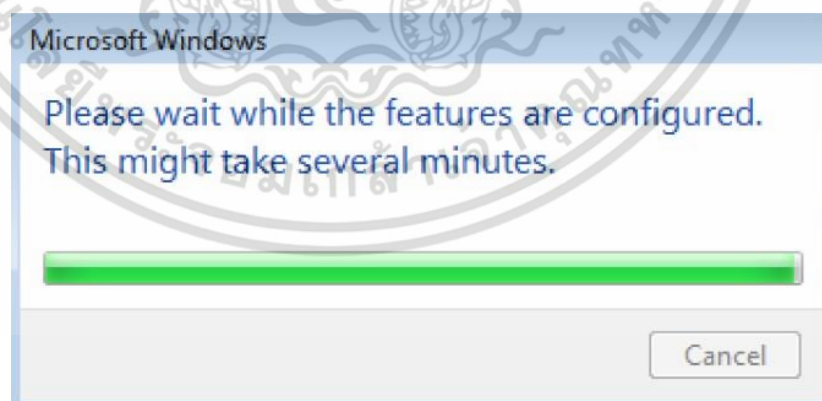 Microsoft Windows
Please wait while the features are configured.
This might take several minutes.
Cancel